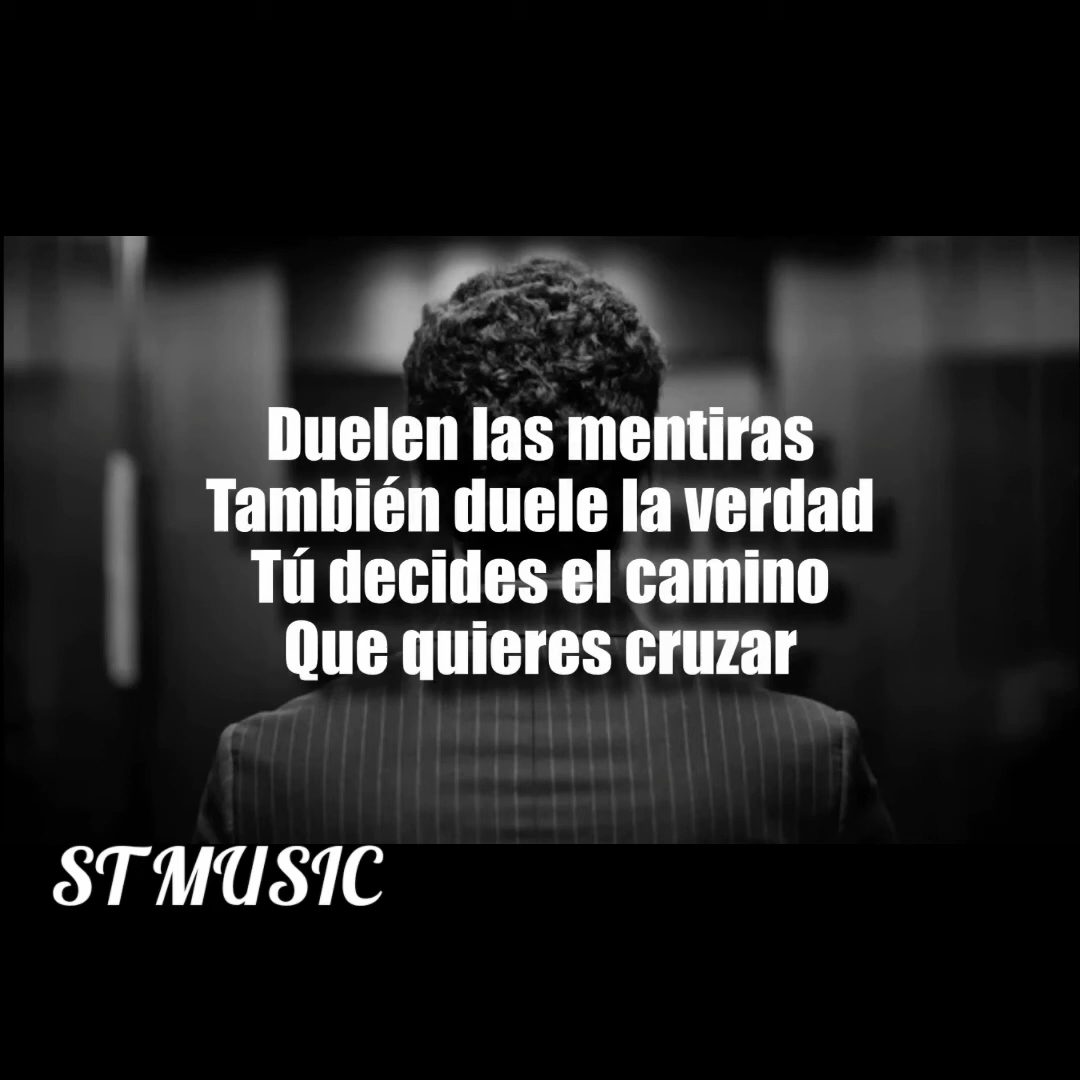 Duelen las mentiras
También duele la verdad
Tú decides el camino
Que quieres cruzar
ST MUSIC